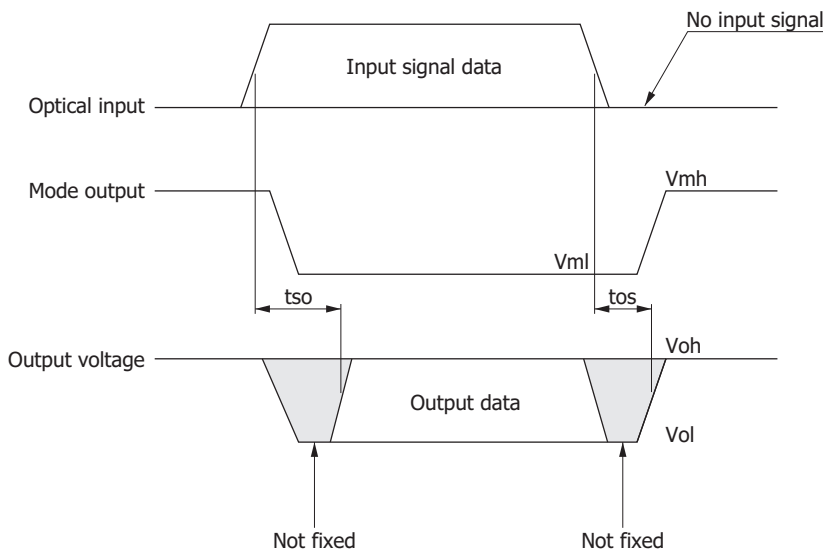 No input signal
Input signal data
Optical input
Mode output
Vmh
Vml
tso
tos
Voh
Output voltage
Output data
Vol
Not fixed
Not fixed